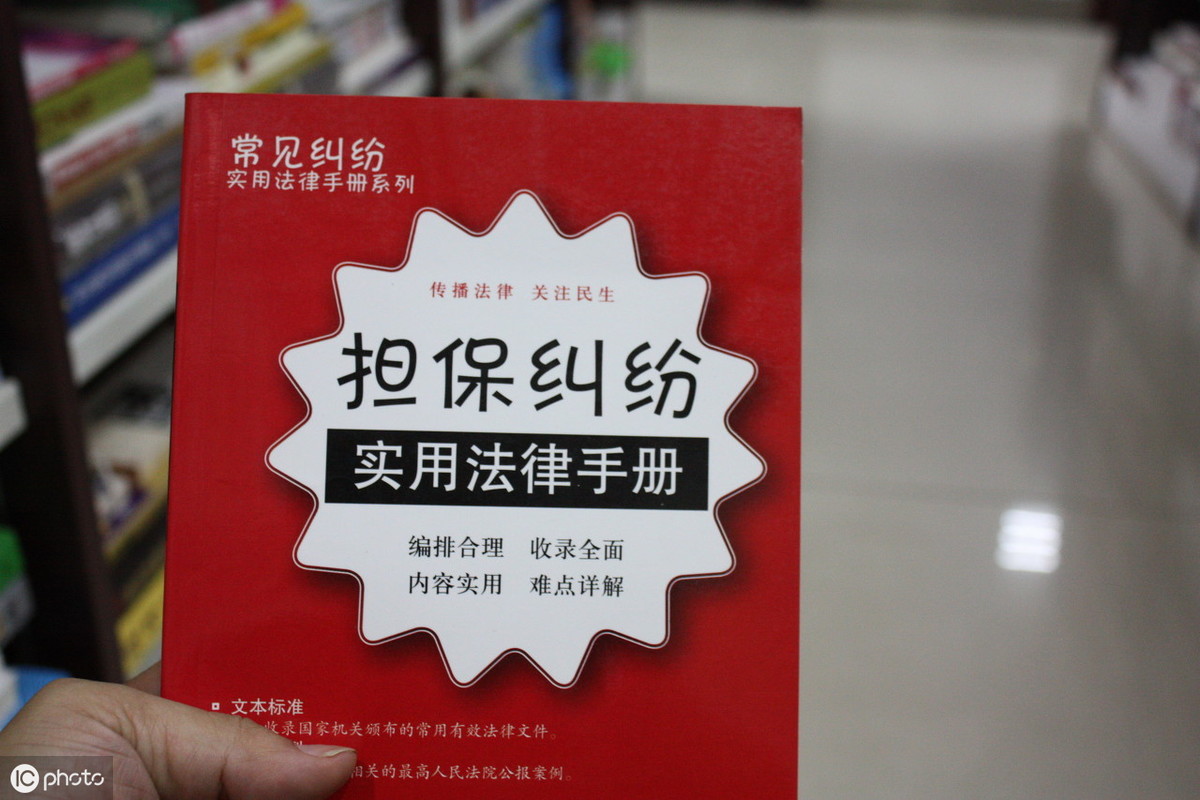 常见纠纷
实用法律手册系列
传播法律 关注民生
担保纠纷
实用法律手册
编排合理 收录全面
内容实用 难点详解
文本标准
收录国家机关颁布的常用有效法律文件。
相关的最高人民法院公报案例。
IC photo